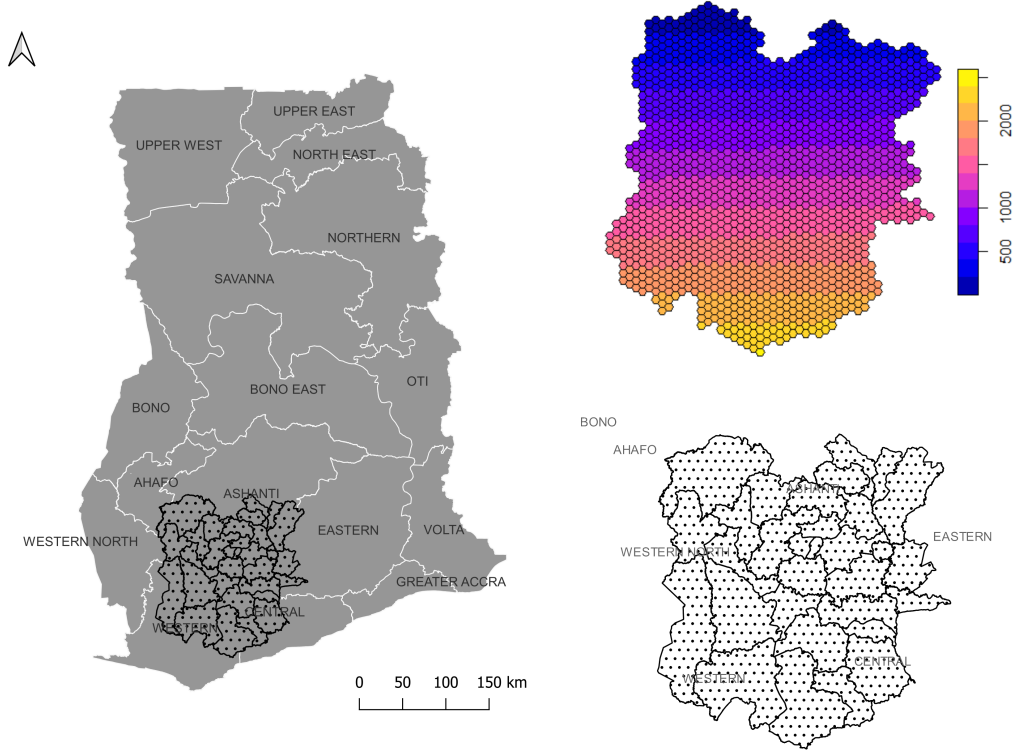 UPPER EAST
UPPER WEST
NORTH EAST
NORTHERN
SAVANNA
OTI
BONO EAST
BONO
AHAFO
ASHANTI
EASTERN
VOLTA
WESTERN NORTH
GREATER ACCRA
CENTRAL
WESTERN
0 50 100 150 km
2000
1000
500
BONO
AHAFO
ASHANTI
EASTERN
WESTERN NORTH
CENTRAL
WESTERN